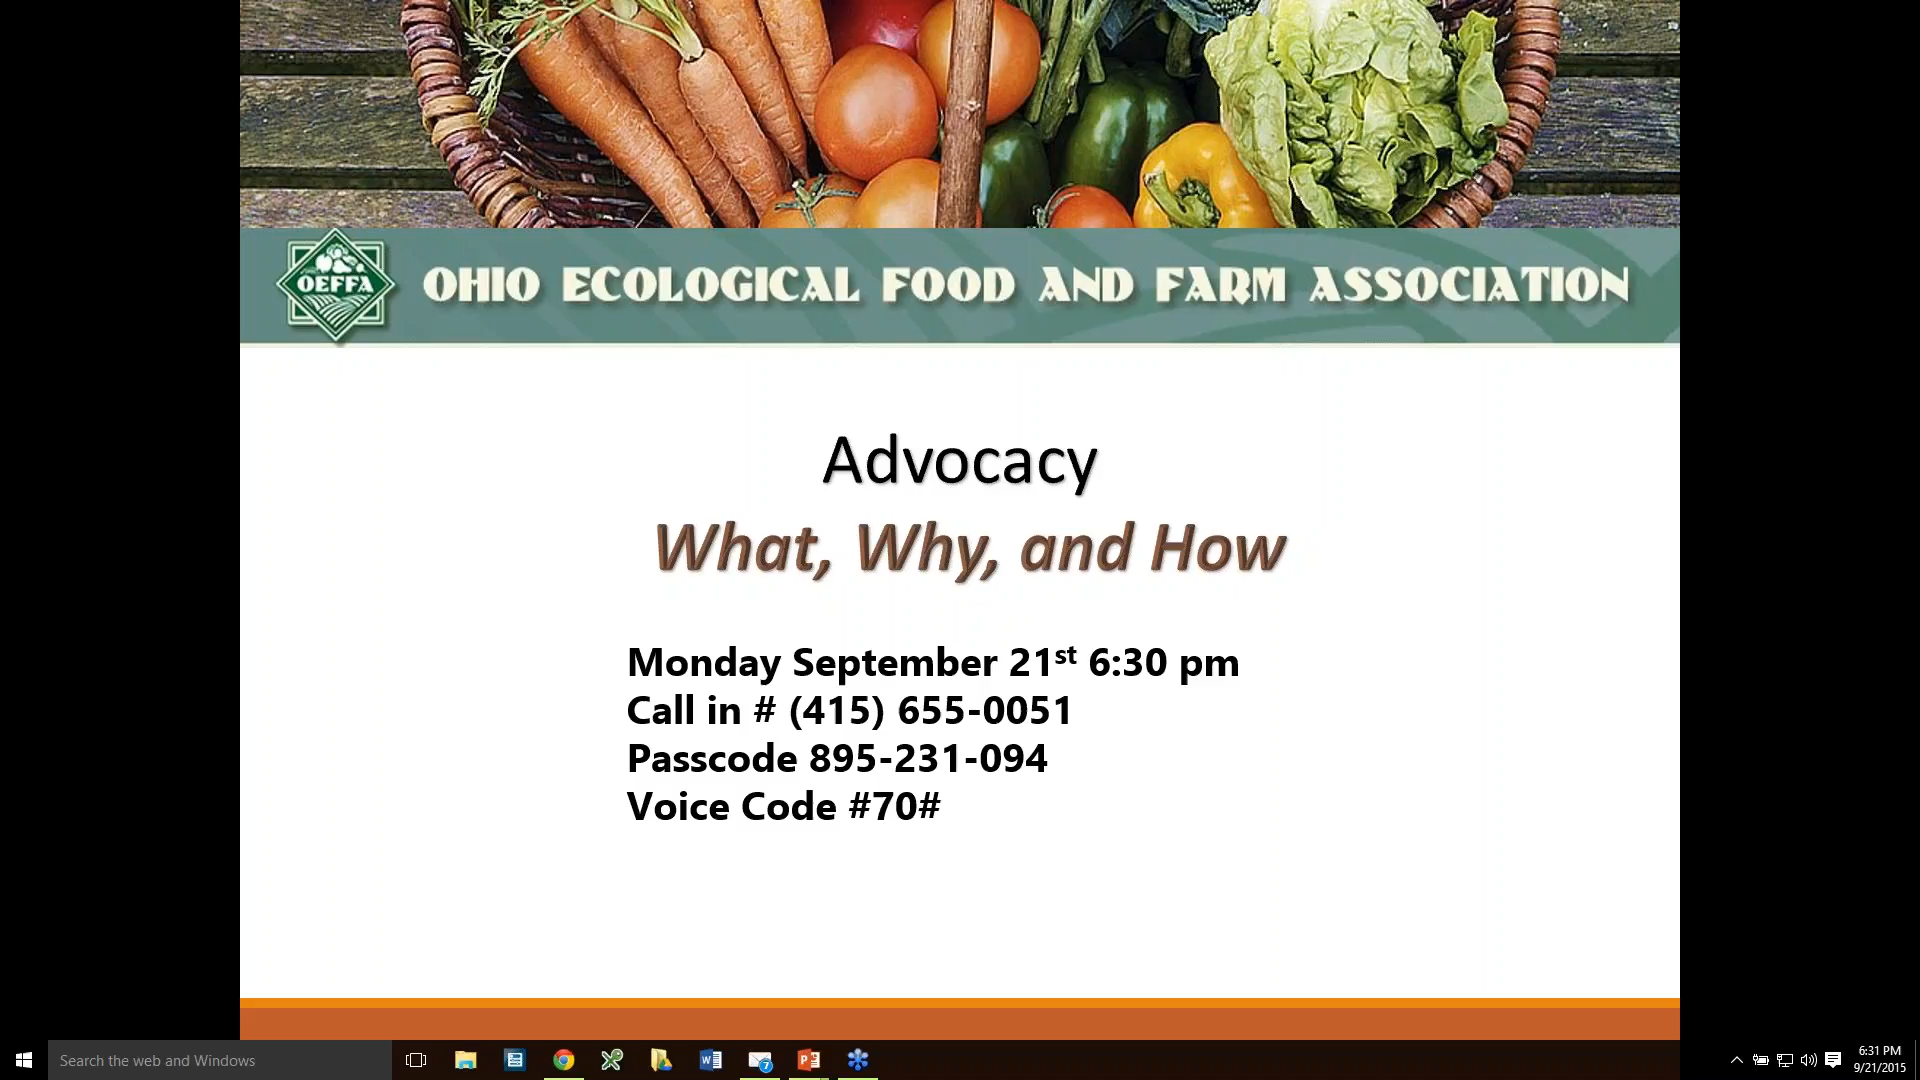 OEFFA
OHIO ECOLOGICAL FOOD AND FARM ASSOCIATION
Advocacy
What, Why, and How
Monday September 21st 6:30 pm
Call in # (415) 655-0051
Passcode 895-231-094
Voice Code #70#
Search the web and Windows
7
6:31 PM
9/21/2015